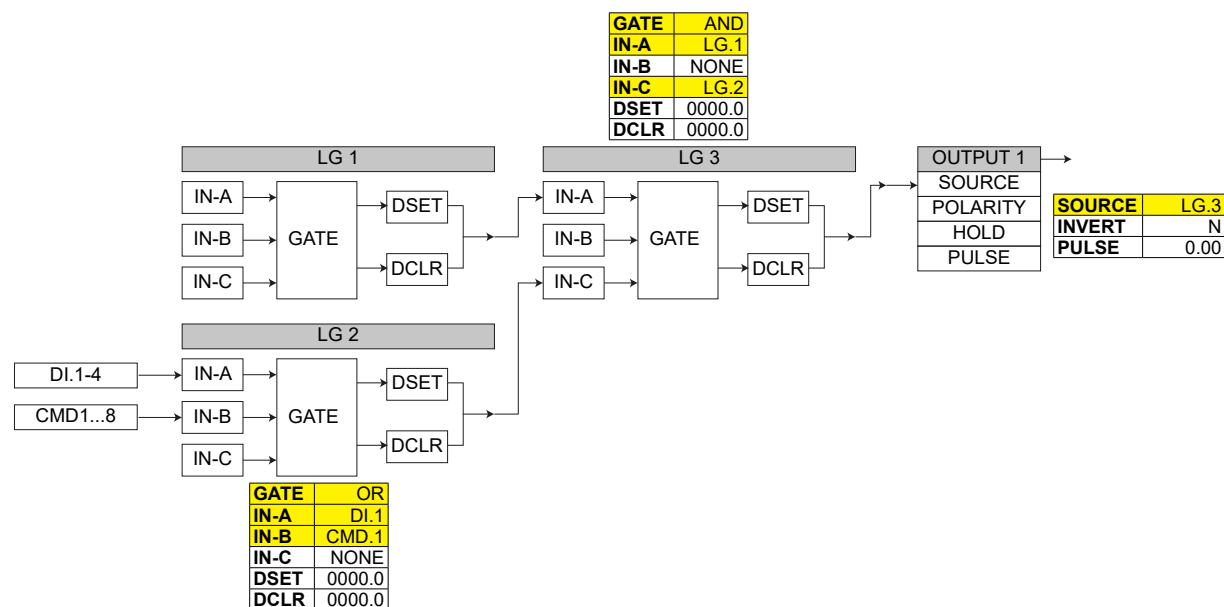 GATE AND
IN-A LG.1
IN-B NONE
IN-C LG.2
DSET 0000.0
DCLR 0000.0
LG 1
IN-A
IN-B
IN-C
GATE
DSET
DCLR
LG 3
IN-A
IN-B
IN-C
GATE
DSET
DCLR
OUTPUT 1
SOURCE
POLARITY
HOLD
PULSE
SOURCE LG.3
INVERT N
PULSE 0.00
LG 2
DI.1-4
CMD1...8
IN-A
IN-B
IN-C
GATE
DSET
DCLR
GATE OR
IN-A DI.1
IN-B CMD.1
IN-C NONE
DSET 0000.0
DCLR 0000.0